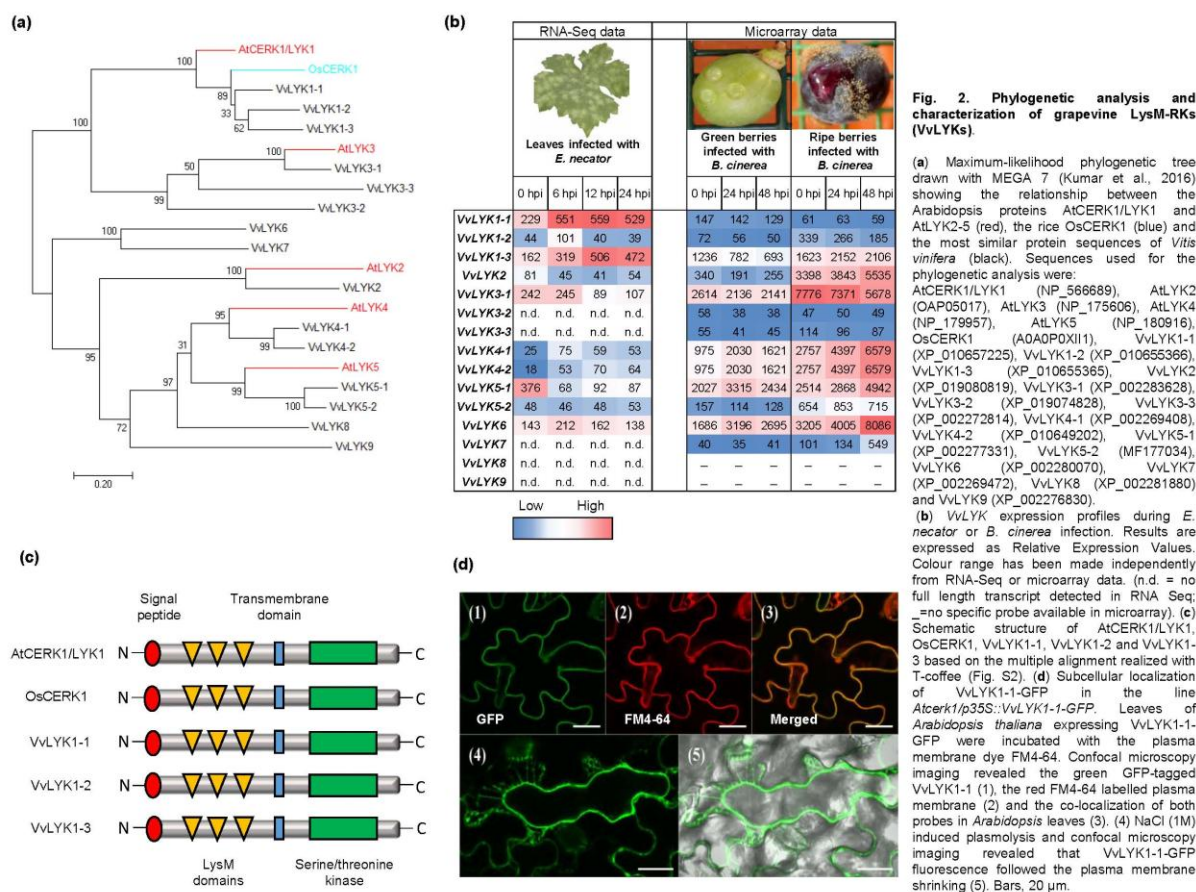 (a)
AtCERK1/LYK1
100
OsCERK1
89
VvLYK1-1
33
VvLYK1-2
62
VvLYK1-3
100
AtLYK3
100
50
VvLYK3-1
VvLYK3-3
99
VvLYK3-2
VvLYK6
100
VvLYK7
AtLYK2
100
VvLYK2
AtLYK4
95
95
VvLYK4-1
99
VvLYK4-2
31
AtLYK5
97
99
VvLYK5-1
100
VvLYK5-2
72
VvLYK8
VvLYK9
0.20
(b)
RNA-Seq data Microarray data
Leaves infected with E. necator
Green berries infected with B. cinerea
Ripe berries infected with B. cinerea
0 hpi 6 hpi 12 hpi 24 hpi 0 hpi 24 hpi 48 hpi 0 hpi 24 hpi 48 hpi
VvLYK1-1 229 551 559 529 147 142 129 61 63 59
VvLYK1-2 44 101 40 39 72 56 50 339 266 185
VvLYK1-3 162 319 506 472 1236 782 693 1623 2152 2106
VvLYK2 81 45 41 54 340 191 255 3398 3843 5535
VvLYK3-1 242 245 89 107 2614 2136 2141 7776 7371 5678
VvLYK3-2 n.d. n.d. n.d. n.d. 58 38 38 47 50 49
VvLYK3-3 n.d. n.d. n.d. n.d. 55 41 45 114 96 87
VvLYK4-1 25 75 59 53 975 2030 1621 2757 4397 6579
VvLYK4-2 18 53 70 64 975 2030 1621 2757 4397 6579
VvLYK5-1 376 68 92 87 2027 3315 2434 2514 2868 4942
VvLYK5-2 48 46 48 53 157 114 128 654 853 715
VvLYK6 143 212 162 138 1686 3196 2695 3205 4005 8086
VvLYK7 n.d. n.d. n.d. n.d. 40 35 41 101 134 549
VvLYK8 n.d. n.d. n.d. n.d. – – – – – –
VvLYK9 n.d. n.d. n.d. n.d. – – – – – –
Low High
(c)
Signal peptide
Transmembrane domain
AtCERK1/LYK1 N C
OsCERK1 N C
VvLYK1-1 N C
VvLYK1-2 N C
VvLYK1-3 N C
LysM domains
Serine/threonine kinase
(d)
(1) (2) (3)
GFP FM4-64 Merged
(4) (5)
Fig. 2. Phylogenetic analysis and
characterization of grapevine LysM-RKs
(VvLYKs).
(a) Maximum-likelihood phylogenetic tree
drawn with MEGA 7 (Kumar et al., 2016)
showing the relationship between the
Arabidopsis proteins AtCERK1/LYK1 and
AtLYK2-5 (red), the rice OsCERK1 (blue) and
the most similar protein sequences of Vitis
vinifera (black). Sequences used for the
phylogenetic analysis were:
AtCERK1/LYK1 (NP_566689), AtLYK2
(OAP05017), AtLYK3 (NP_175606), AtLYK4
(NP_179957), AtLYK5 (NP_180916),
OsCERK1 (A0A0P0XII1), VvLYK1-1
(XP_010657225), VvLYK1-2 (XP_010655366),
VvLYK1-3 (XP_010655365), VvLYK2
(XP_019080819), VvLYK3-1 (XP_002283628),
VvLYK3-2 (XP_019074828), VvLYK3-3
(XP_002272814), VvLYK4-1 (XP_002269408),
VvLYK4-2 (XP_010649202), VvLYK5-1
(XP_002277331), VvLYK5-2 (MF177034),
VvLYK6 (XP_002280070), VvLYK7
(XP_002269472), VvLYK8 (XP_002281880)
and VvLYK9 (XP_002276830).
(b) VvLYK expression profiles during E.
necator or B. cinerea infection. Results are
expressed as Relative Expression Values.
Colour range has been made independently
from RNA-Seq or microarray data. (n.d. = no
full length transcript detected in RNA Seq;
_=no specific probe available in microarray). (c)
Schematic structure of AtCERK1/LYK1,
OsCERK1, VvLYK1-1, VvLYK1-2 and VvLYK1-
3 based on the multiple alignment realized with
T-coffee (Fig. S2). (d) Subcellular localization
of VvLYK1-1-GFP in the line
Atcerk1/p35S::VvLYK1-1-GFP. Leaves of
Arabidopsis thaliana expressing VvLYK1-1-
GFP were incubated with the plasma
membrane dye FM4-64. Confocal microscopy
imaging revealed the green GFP-tagged
VvLYK1-1 (1), the red FM4-64 labelled plasma
membrane (2) and the co-localization of both
probes in Arabidopsis leaves (3). (4) NaCl (1M)
induced plasmolysis and confocal microscopy
imaging revealed that VvLYK1-1-GFP
fluorescence followed the plasma membrane
shrinking (5). Bars, 20 µm.